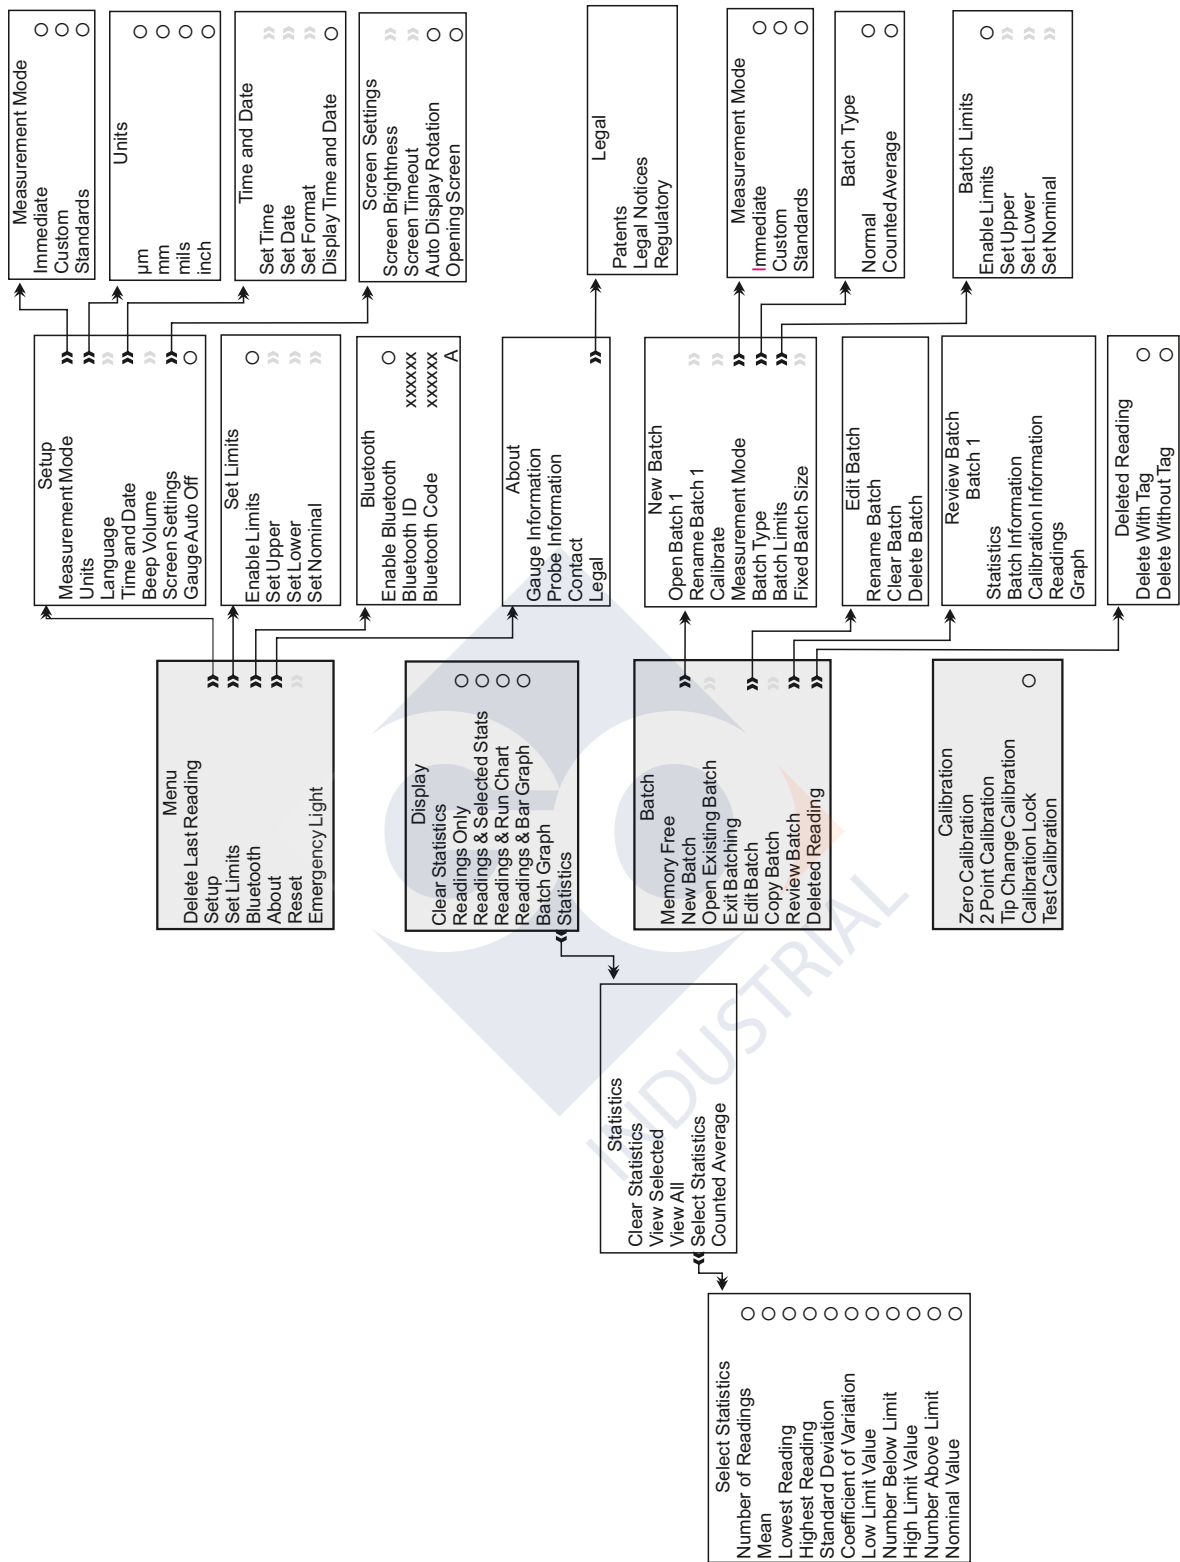 Menu
Delete Last Reading
Setup
Set Limits
Bluetooth
About
Reset
Emergency Light
Setup
Measurement Mode
Units
Language
Time and Date
Beep Volume
Screen Settings
Gauge Auto Off
Measurement Mode
Immediate
Custom
Standards
Units
µm
mm
mils
inch
Time and Date
Set Time
Set Date
Set Format
Display Time and Date
Screen Settings
Screen Brightness
Screen Timeout
Auto Display Rotation
Opening Screen
Set Limits
Enable Limits
Set Upper
Set Lower
Set Nominal
Bluetooth
Enable Bluetooth
Bluetooth ID xxxxxx
Bluetooth Code xxxxxx
A
About
Gauge Information
Probe Information
Contact
Legal
Legal
Patents
Legal Notices
Regulatory
Display
Clear Statistics
Readings Only
Readings & Selected Stats
Readings & Run Chart
Readings & Bar Graph
Batch Graph
Statistics
Statistics
Clear Statistics
View Selected
View All
Select Statistics
Counted Average
Select Statistics
Number of Readings
Mean
Lowest Reading
Highest Reading
Standard Deviation
Coefficient of Variation
Low Limit Value
Number Below Limit
High Limit Value
Number Above Limit
Nominal Value
Batch
Memory Free
New Batch
Open Existing Batch
Exit Batching
Edit Batch
Copy Batch
Review Batch
Deleted Reading
New Batch
Open Batch 1
Rename Batch 1
Calibrate
Measurement Mode
Batch Type
Batch Limits
Fixed Batch Size
Measurement Mode
Immediate
Custom
Standards
Batch Type
Normal
Counted Average
Batch Limits
Enable Limits
Set Upper
Set Lower
Set Nominal
Edit Batch
Rename Batch
Clear Batch
Delete Batch
Review Batch
Batch 1
Statistics
Batch Information
Calibration Information
Readings
Graph
Deleted Reading
Delete With Tag
Delete Without Tag
Calibration
Zero Calibration
2 Point Calibration
Tip Change Calibration
Calibration Lock
Test Calibration
GO
INDUSTRIAL